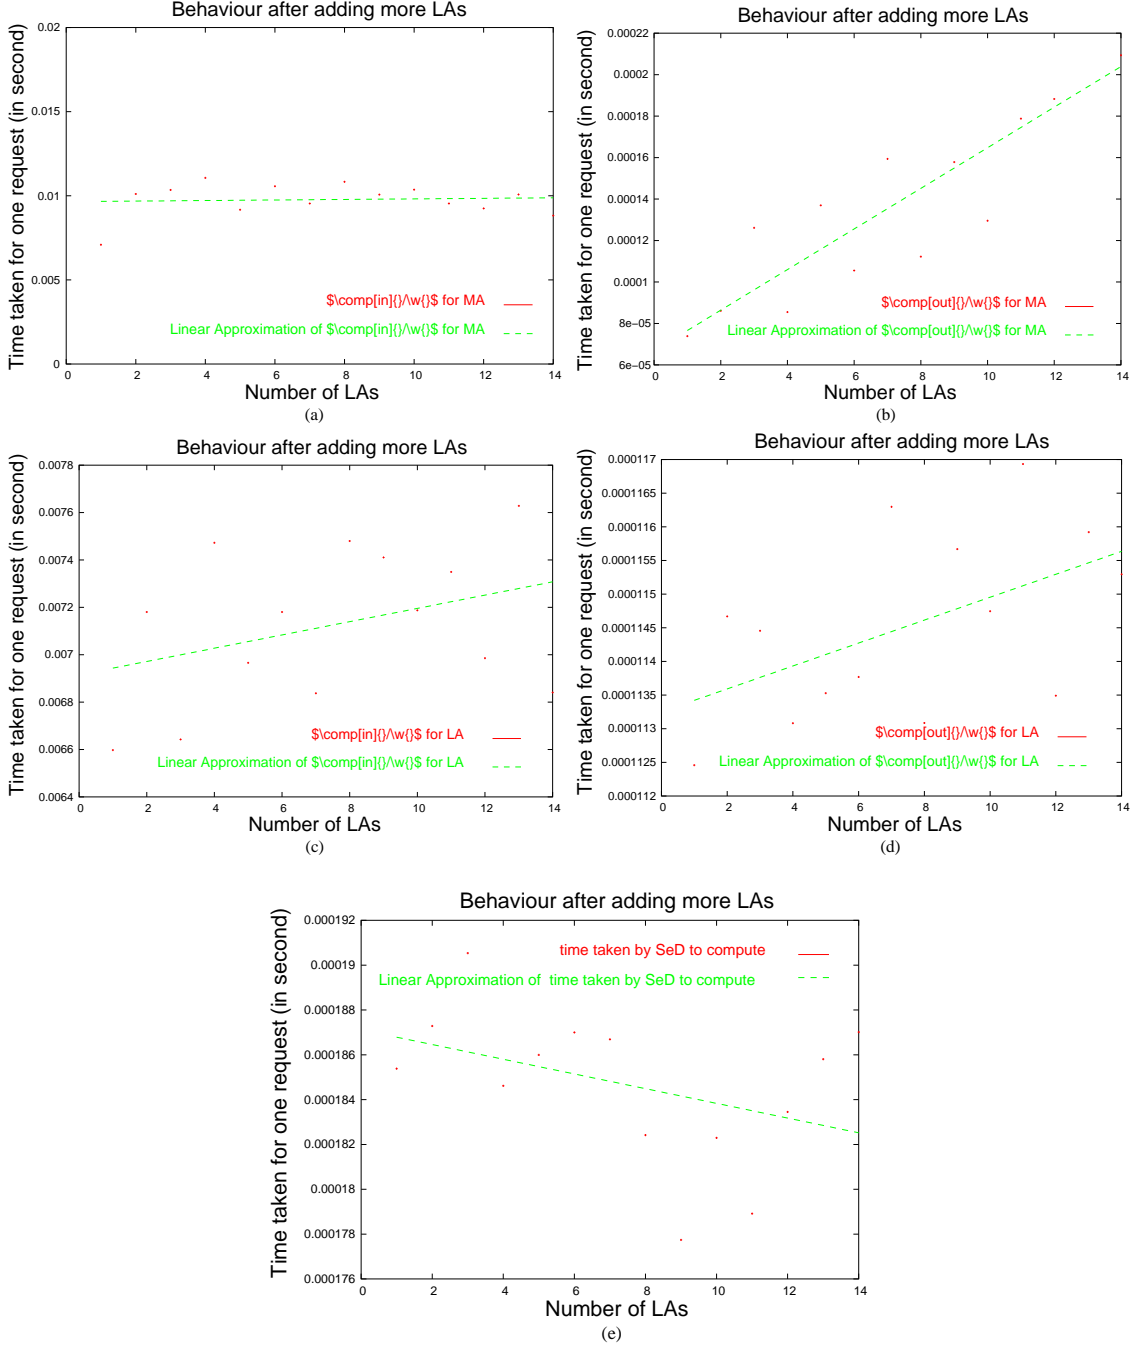 Behaviour after adding more LAs
Time taken for one request (in second)
0.02
0.015
0.01
0.005
0
$\comp[in]{}/\w{}$ for MA
Linear Approximation of $\comp[in]{}/\w{}$ for MA
0 2 4 6 8 10 12 14
Number of LAs
(a)
Behaviour after adding more LAs
Time taken for one request (in second)
0.00022
0.0002
0.00018
0.00016
0.00014
0.00012
0.0001
8e-05
6e-05
$\comp[out]{}/\w{}$ for MA
Linear Approximation of $\comp[out]{}/\w{}$ for MA
0 2 4 6 8 10 12 14
Number of LAs
(b)
Behaviour after adding more LAs
Time taken for one request (in second)
0.0078
0.0076
0.0074
0.0072
0.007
0.0068
0.0066
0.0064
$\comp[in]{}/\w{}$ for LA
Linear Approximation of $\comp[in]{}/\w{}$ for LA
0 2 4 6 8 10 12 14
Number of LAs
(c)
Behaviour after adding more LAs
Time taken for one request (in second)
0.000117
0.0001165
0.000116
0.0001155
0.000115
0.0001145
0.000114
0.0001135
0.000113
0.0001125
0.000112
$\comp[out]{}/\w{}$ for LA
Linear Approximation of $\comp[out]{}/\w{}$ for LA
0 2 4 6 8 10 12 14
Number of LAs
(d)
Behaviour after adding more LAs
Time taken for one request (in second)
0.000192
0.00019
0.000188
0.000186
0.000184
0.000182
0.00018
0.000178
0.000176
time taken by SeD to compute
Linear Approximation of time taken by SeD to compute
0 2 4 6 8 10 12 14
Number of LAs
(e)